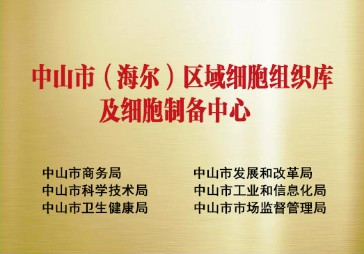 中山市（海尔）区域细胞组织库
及细胞制备中心
中山市商务局 中山市发展和改革局
中山市科学技术局 中山市工业和信息化局
中山市卫生健康局 中山市市场监督管理局